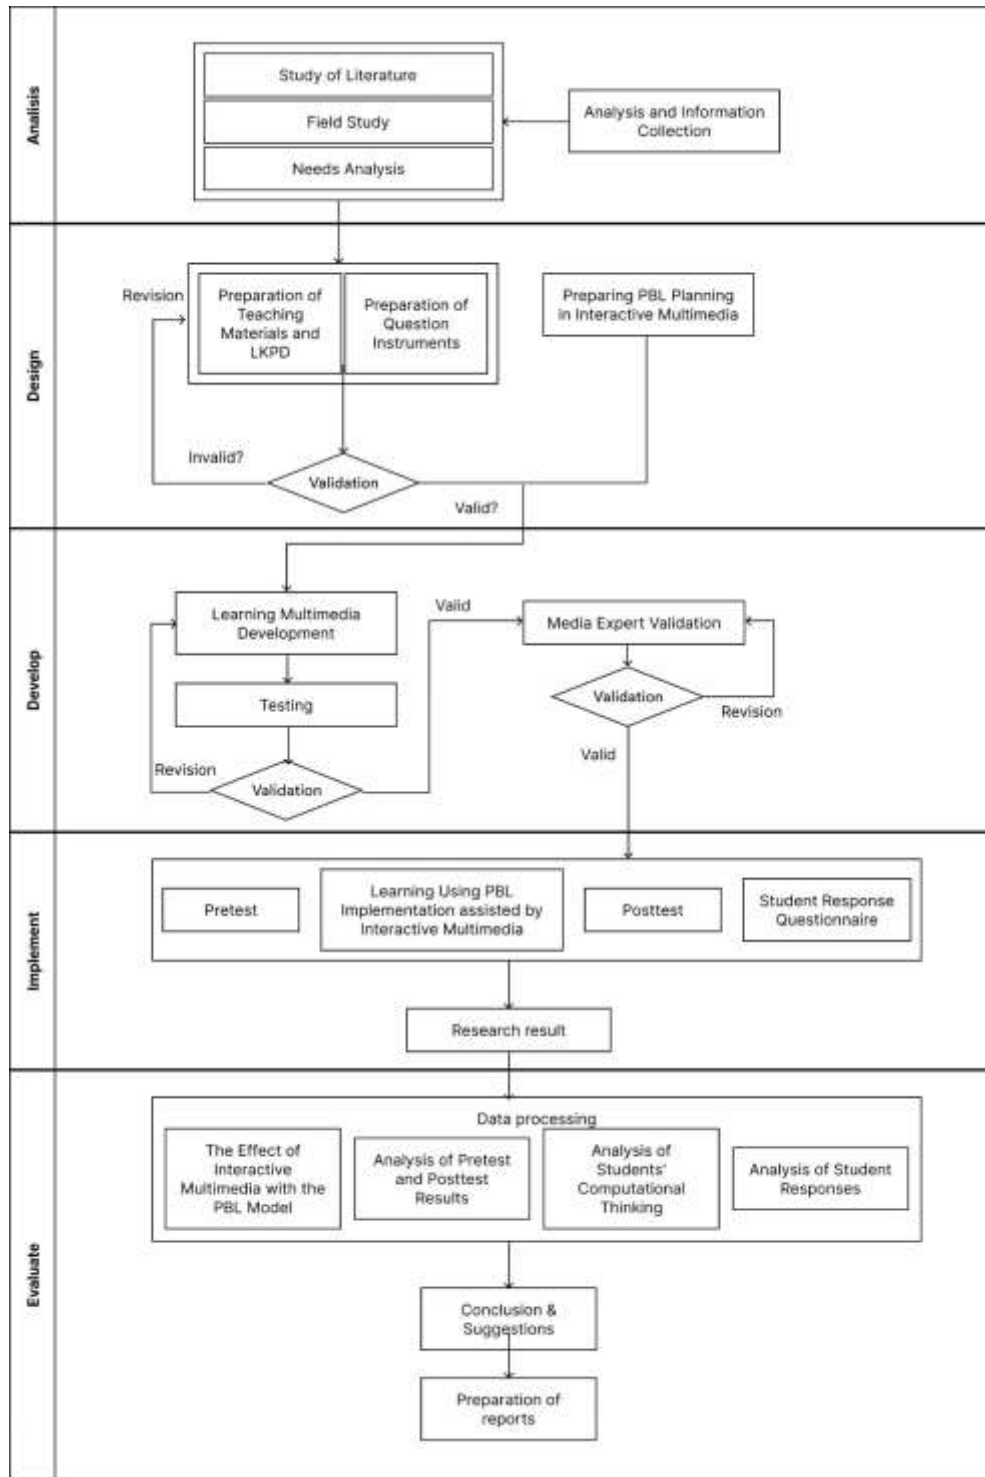 Analisis
Study of Literature
Field Study
Needs Analysis
Analysis and Information
Collection
Design
Revision
Preparation of
Teaching
Materials and
LKPD
Preparation of
Question
Instruments
Preparing PBL Planning
in Interactive Multimedia
Invalid?
Validation
Valid?
Develop
Learning Multimedia
Development
Testing
Revision
Validation
Valid
Media Expert Validation
Validation
Revision
Valid
Implement
Pretest
Learning Using PBL
Implementation assisted by
Interactive Multimedia
Posttest
Student Response
Questionnaire
Research result
Evaluate
Data processing
The Effect of
Interactive
Multimedia with the
PBL Model
Analysis of Pretest
and Posttest
Results
Analysis of
Students'
Computational
Thinking
Analysis of Student
Responses
Conclusion &
Suggestions
Preparation of
reports